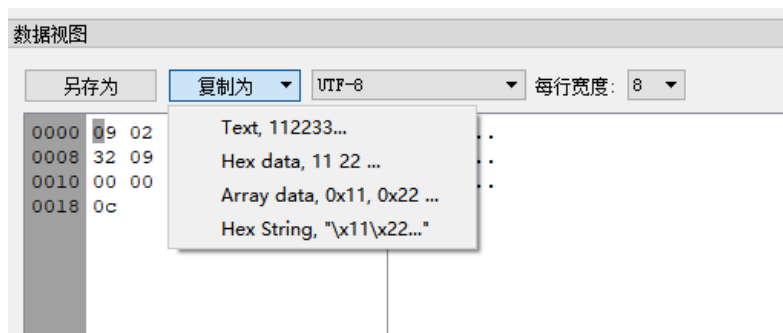 数据视图
另存为 复制为 UTF-8 每行宽度: 8
Text, 112233...
Hex data, 11 22 ...
Array data, 0x11, 0x22 ...
Hex String, "\x11\x22..."
0000 09 02
0008 32 09
0010 00 00
0018 0c
..
..
..